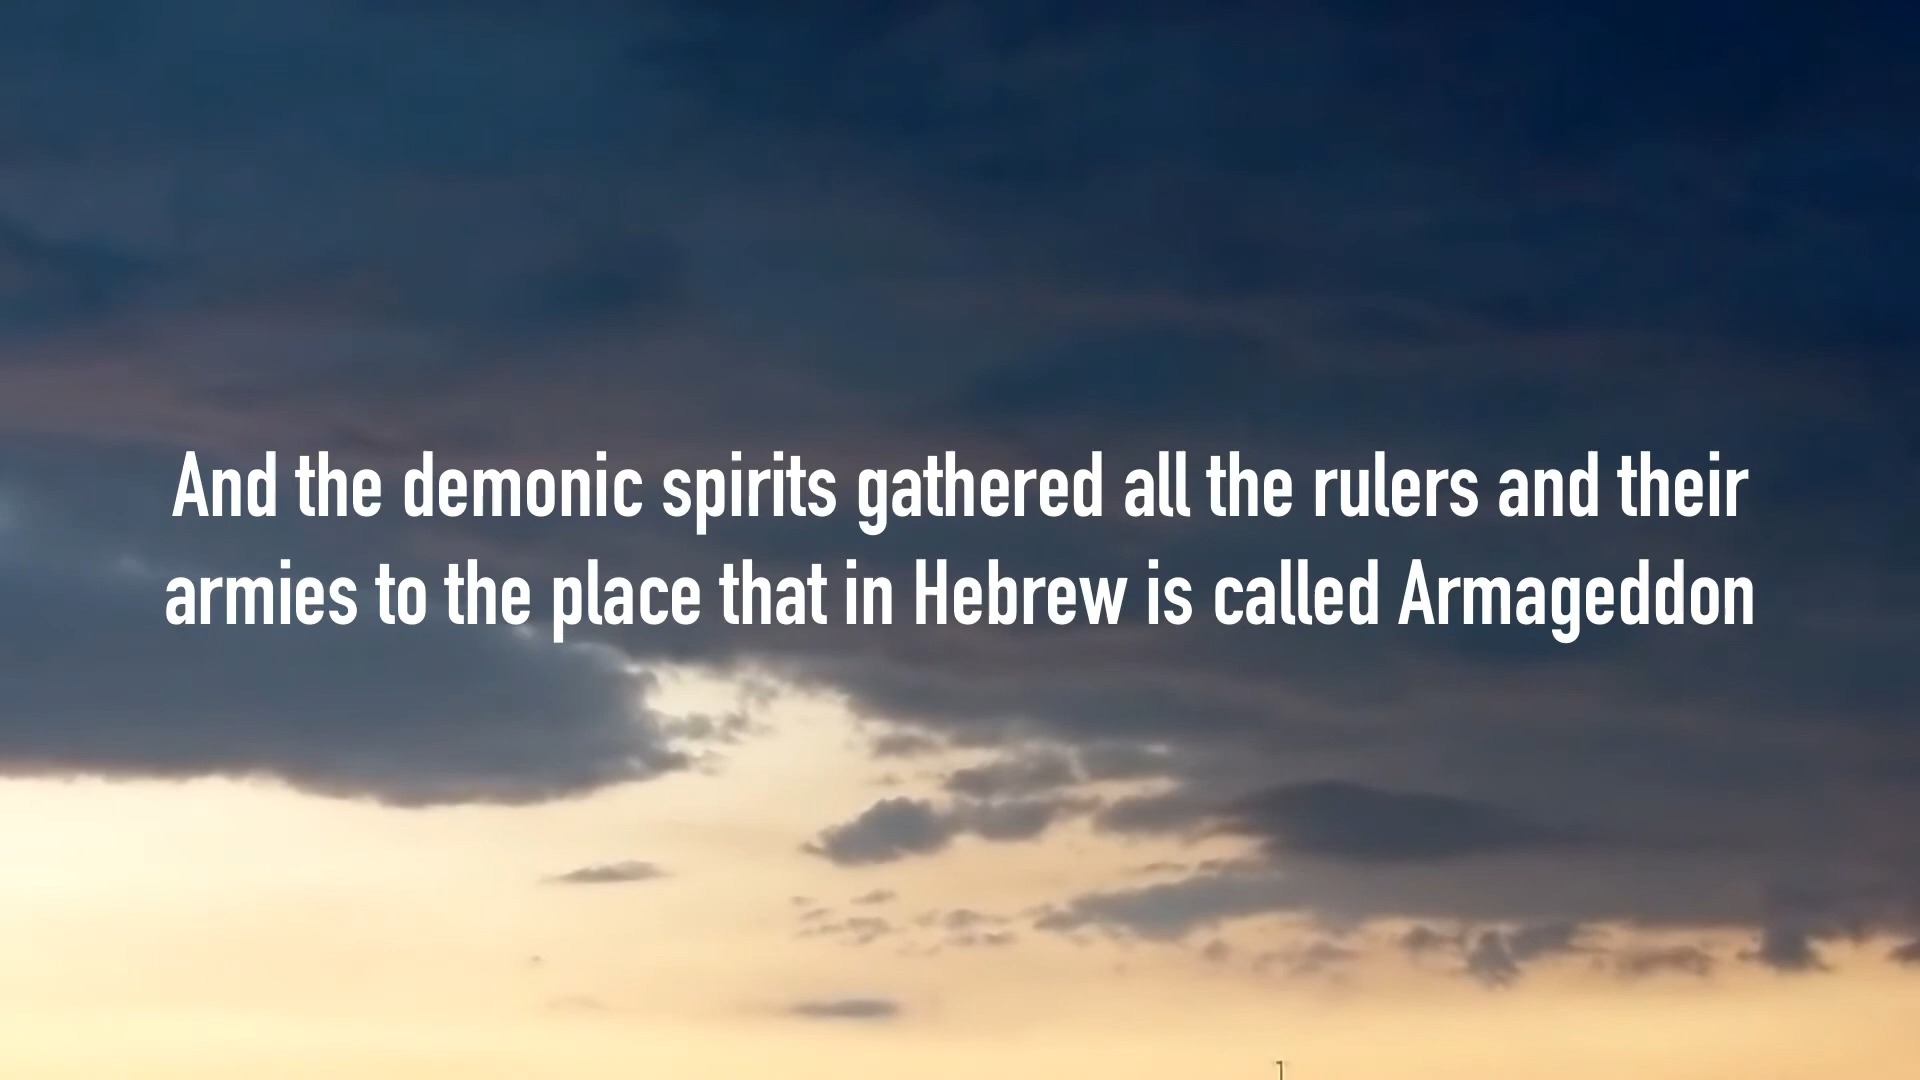 And the demonic spirits gathered all the rulers and their
armies to the place that in Hebrew is called Armageddon